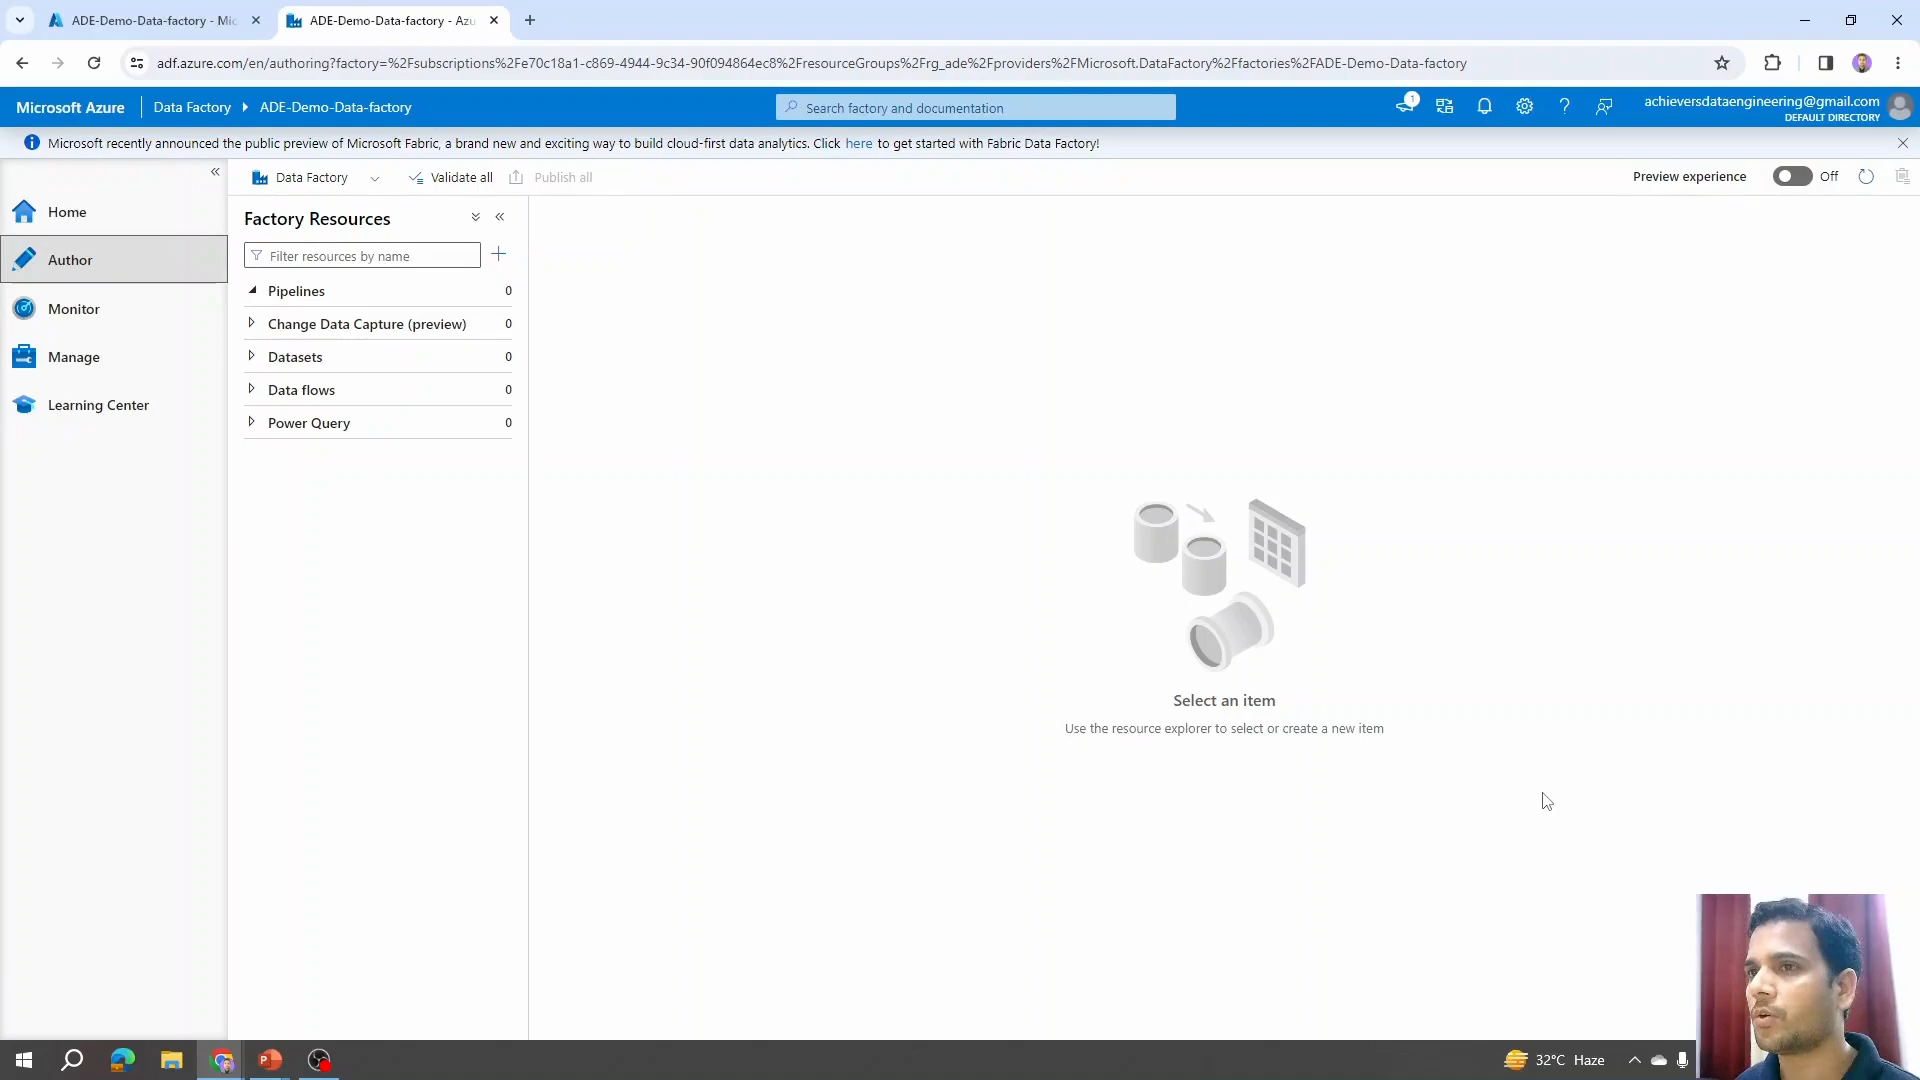 ADE-Demo-Data-factory - Mic
ADE-Demo-Data-factory - Azu
adf.azure.com/en/authoring?factory=%2Fsubscriptions%2Fe70c18a1-c869-4944-9c34-90f094864ec8%2FresourceGroups%2Frg_ade%2Fproviders%2FMicrosoft.DataFactory%2Ffactories%2FADE-Demo-Data-factory
Microsoft Azure
Data Factory
ADE-Demo-Data-factory
Search factory and documentation
1
achieversdataengineering@gmail.com
DEFAULT DIRECTORY
Microsoft recently announced the public preview of Microsoft Fabric, a brand new and exciting way to build cloud-first data analytics. Click here to get started with Fabric Data Factory!
Data Factory
Validate all
Publish all
Preview experience
Off
Home
Author
Monitor
Manage
Learning Center
Factory Resources
Filter resources by name
Pipelines 0
Change Data Capture (preview) 0
Datasets 0
Data flows 0
Power Query 0
Select an item
Use the resource explorer to select or create a new item
32°C Haze